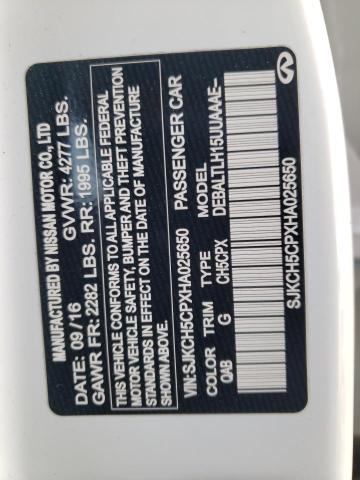 MANUFACTURED BY NISSAN MOTOR CO., LTD
DATE: 09 / 16 GVWR: 4277 LBS.
GAWR FR: 2282 LBS. RR: 1995 LBS.
THIS VEHICLE CONFORMS TO ALL APPLICABLE FEDERAL
MOTOR VEHICLE SAFETY, BUMPER AND THEFT PREVENTION
STANDARDS IN EFFECT ON THE DATE OF MANUFACTURE
SHOWN ABOVE.
VIN:SJKCH5CPXHA025650 PASSENGER CAR
COLOR TRIM TYPE MODEL
QAB G CH5CPX DEBALTLH15UUAAAE-
SJKCH5CPXHA025650